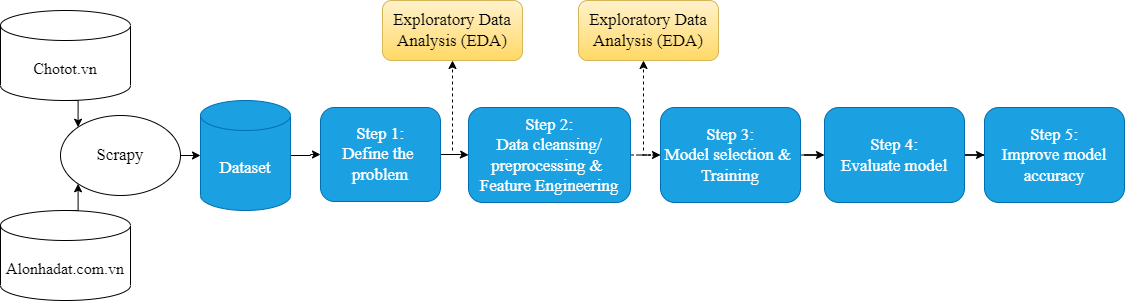 Chotot.vn
Alonhadat.com.vn
Scrapy
Dataset
Step 1:
Define the
problem
Exploratory Data
Analysis (EDA)
Step 2:
Data cleansing/
preprocessing &
Feature Engineering
Exploratory Data
Analysis (EDA)
Step 3:
Model selection &
Training
Step 4:
Evaluate model
Step 5:
Improve model
accuracy